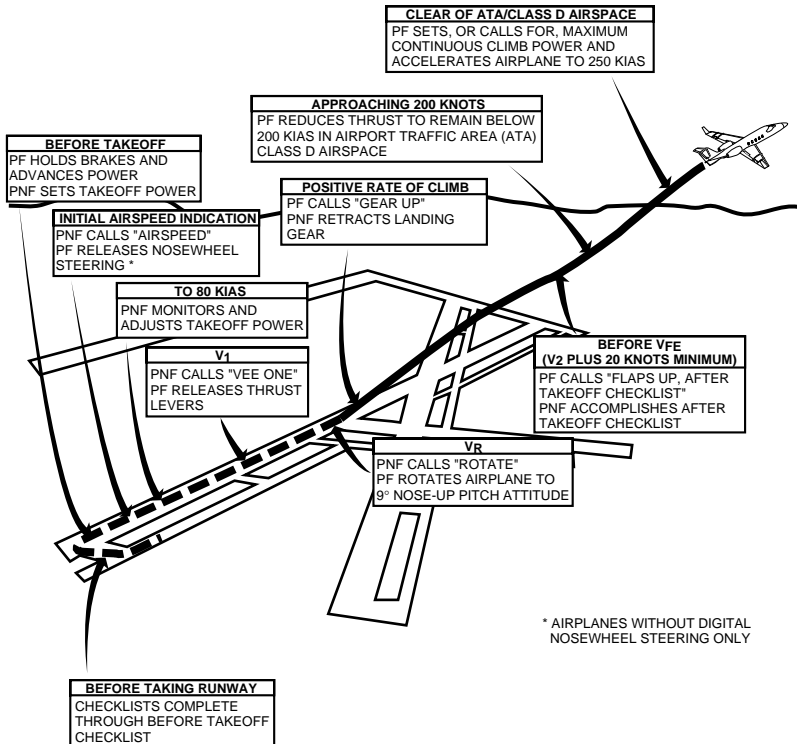 CLEAR OF ATA/CLASS D AIRSPACE
PF SETS, OR CALLS FOR, MAXIMUM
CONTINUOUS CLIMB POWER AND
ACCELERATES AIRPLANE TO 250 KIAS
APPROACHING 200 KNOTS
PF REDUCES THRUST TO REMAIN BELOW
200 KIAS IN AIRPORT TRAFFIC AREA (ATA)
CLASS D AIRSPACE
BEFORE TAKEOFF
PF HOLDS BRAKES AND
ADVANCES POWER
PNF SETS TAKEOFF POWER
POSITIVE RATE OF CLIMB
PF CALLS "GEAR UP"
PNF RETRACTS LANDING
GEAR
INITIAL AIRSPEED INDICATION
PNF CALLS "AIRSPEED"
PF RELEASES NOSEWHEEL
STEERING *
TO 80 KIAS
PNF MONITORS AND
ADJUSTS TAKEOFF POWER
V1
PNF CALLS "VEE ONE"
PF RELEASES THRUST
LEVERS
BEFORE VFE
(V2 PLUS 20 KNOTS MINIMUM)
PF CALLS "FLAPS UP, AFTER
TAKEOFF CHECKLIST"
PNF ACCOMPLISHES AFTER
TAKEOFF CHECKLIST
VR
PNF CALLS "ROTATE"
PF ROTATES AIRPLANE TO
9° NOSE-UP PITCH ATTITUDE
* AIRPLANES WITHOUT DIGITAL
NOSEWHEEL STEERING ONLY
BEFORE TAKING RUNWAY
CHECKLISTS COMPLETE
THROUGH BEFORE TAKEOFF
CHECKLIST